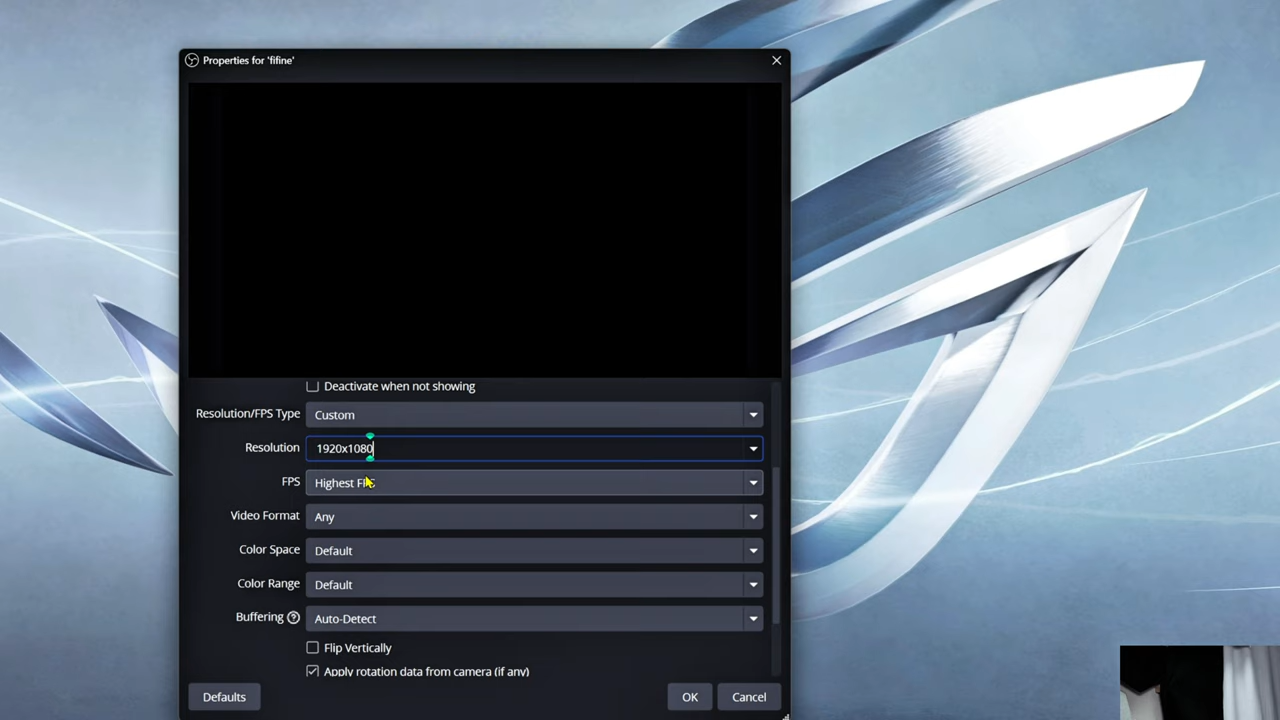 Properties for 'fifine'
Deactivate when not showing
Resolution/FPS Type Custom
Resolution 1920x1080
FPS Highest FPS
Video Format Any
Color Space Default
Color Range Default
Buffering ? Auto-Detect
Flip Vertically
Apply rotation data from camera (if any)
Defaults OK Cancel